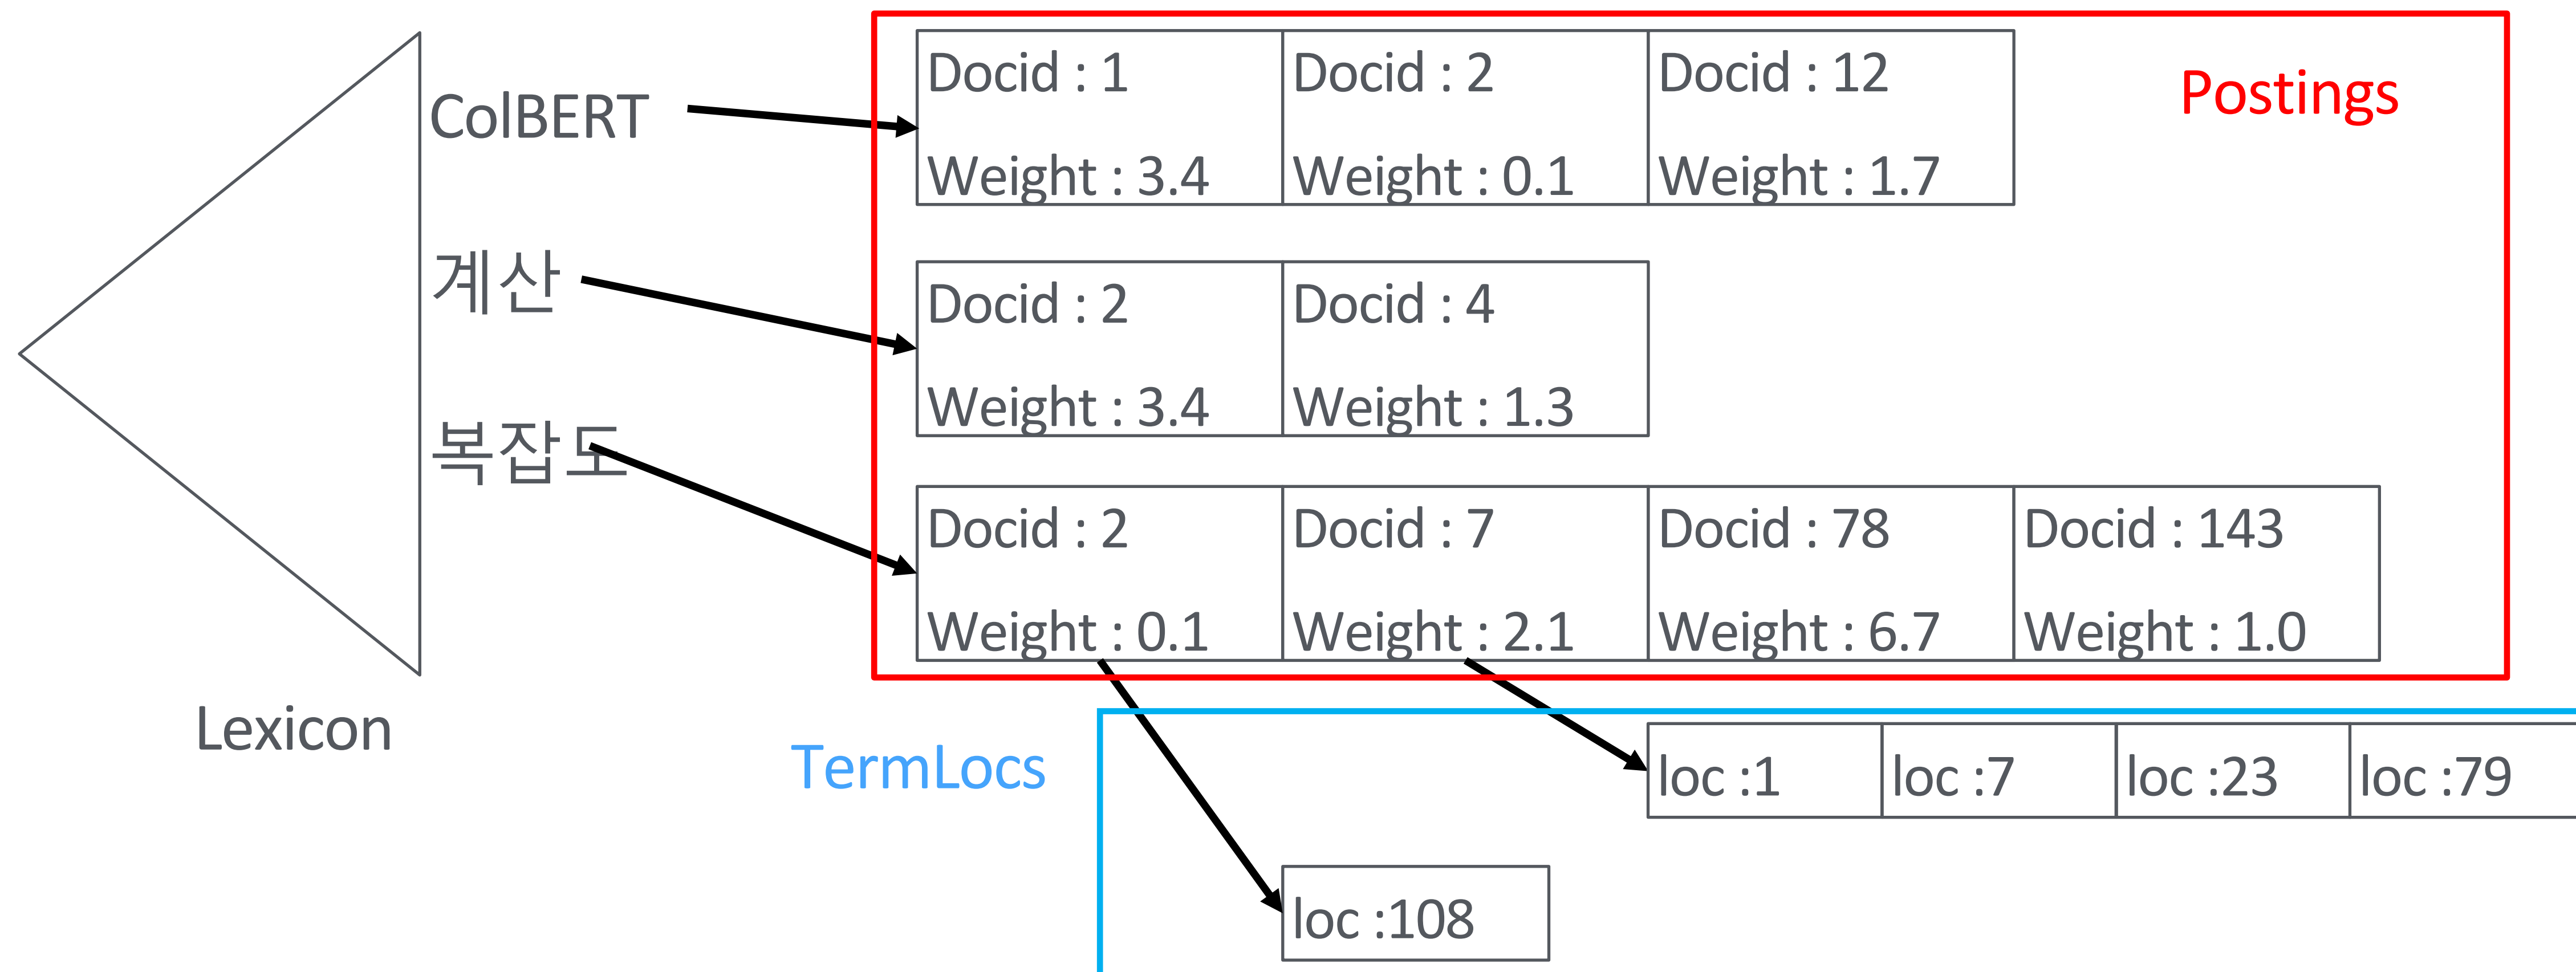 ColBERT
계산
복잡도
Lexicon
Postings
Docid : 1
Weight : 3.4
Docid : 2
Weight : 0.1
Docid : 12
Weight : 1.7
Docid : 2
Weight : 3.4
Docid : 4
Weight : 1.3
Docid : 2
Weight : 0.1
Docid : 7
Weight : 2.1
Docid : 78
Weight : 6.7
Docid : 143
Weight : 1.0
TermLocs
loc :1
loc :7
loc :23
loc :79
loc :108